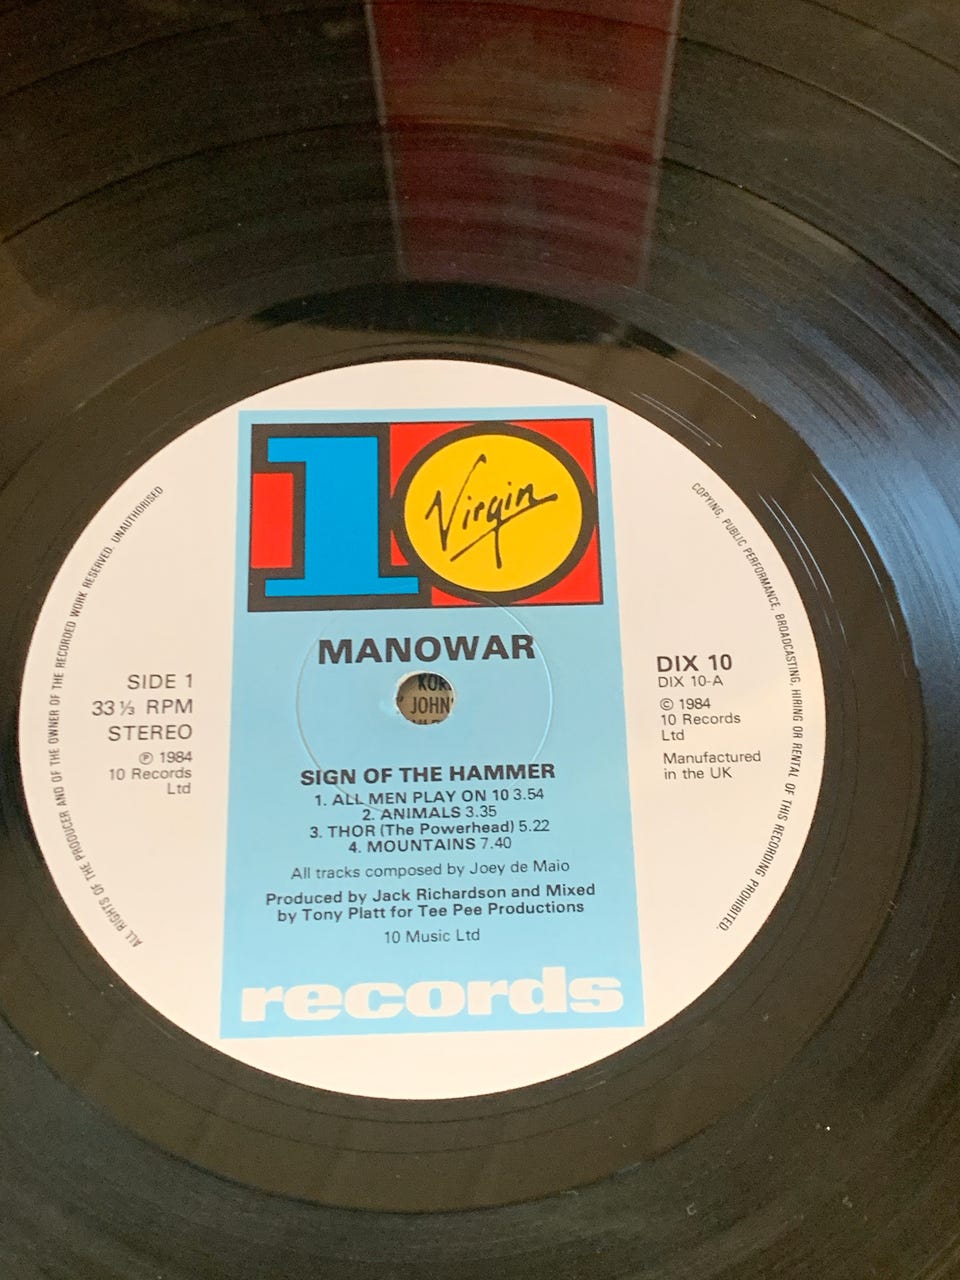 10
Virgin
MANOWAR
JOHN
SIDE 1
33⅓ RPM
STEREO
℗ 1984
10 Records
Ltd
DIX 10
DIX 10-A
© 1984
10 Records
Ltd
Manufactured
in the UK
SIGN OF THE HAMMER
1. ALL MEN PLAY ON 10 3.54
2. ANIMALS 3.35
3. THOR (The Powerhead) 5.22
4. MOUNTAINS 7.40
All tracks composed by Joey de Maio
Produced by Jack Richardson and Mixed
by Tony Platt for Tee Pee Productions
10 Music Ltd
records
ALL RIGHTS OF THE PRODUCER AND OF THE OWNER OF THE RECORDED WORK RESERVED. UNAUTHORISED
COPYING, PUBLIC PERFORMANCE, BROADCASTING, HIRING OR RENTAL OF THIS RECORDING PROHIBITED.